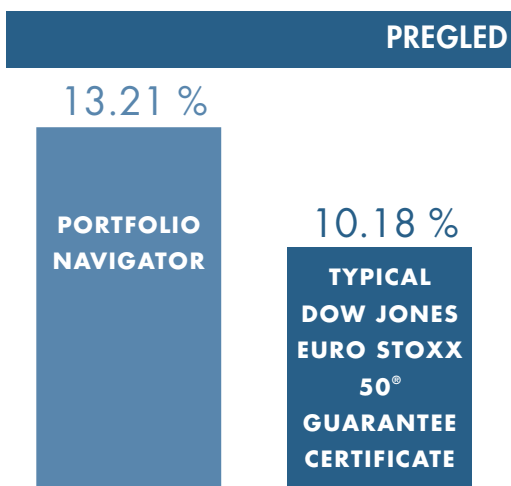 PREGLED
13.21 %
PORTFOLIO
NAVIGATOR
10.18 %
TYPICAL
DOW JONES
EURO STOXX
50®
GUARANTEE
CERTIFICATE